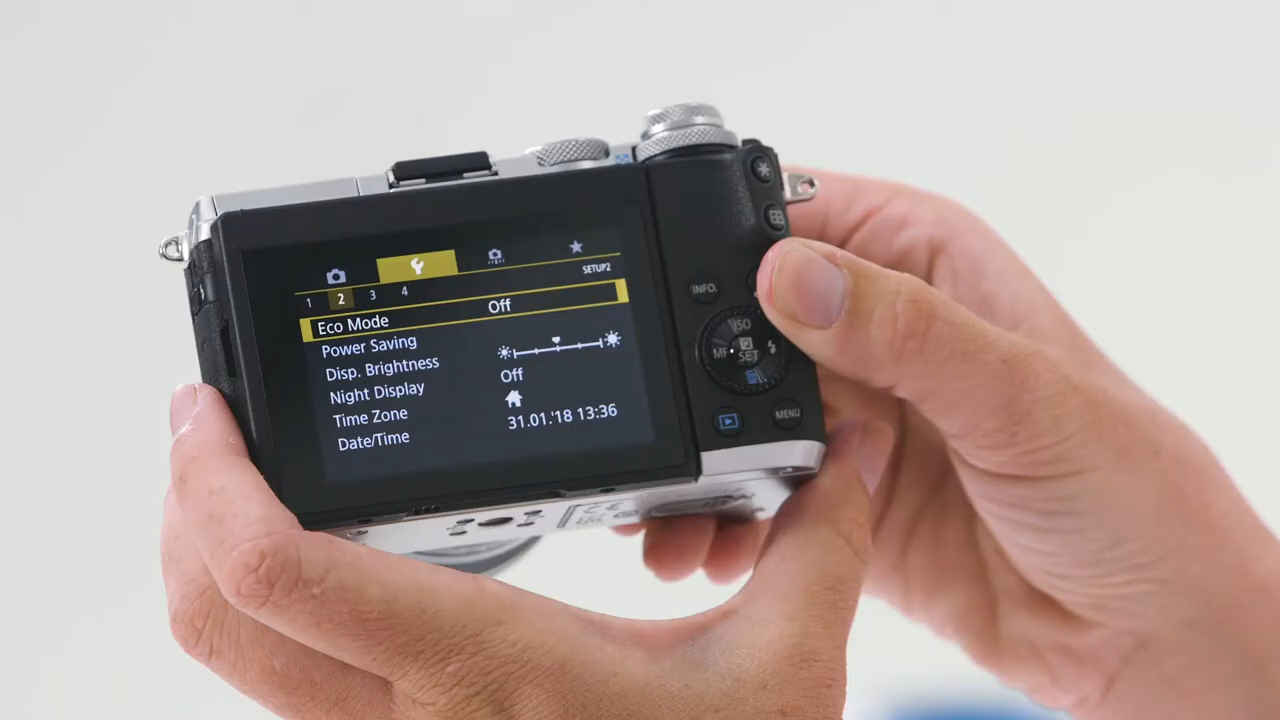 SETUP2
1 2 3 4
Eco Mode Off
Power Saving
Disp. Brightness
Night Display Off
Time Zone
Date/Time 31.01.'18 13:36
INFO.
ISO
MF
SET
MENU